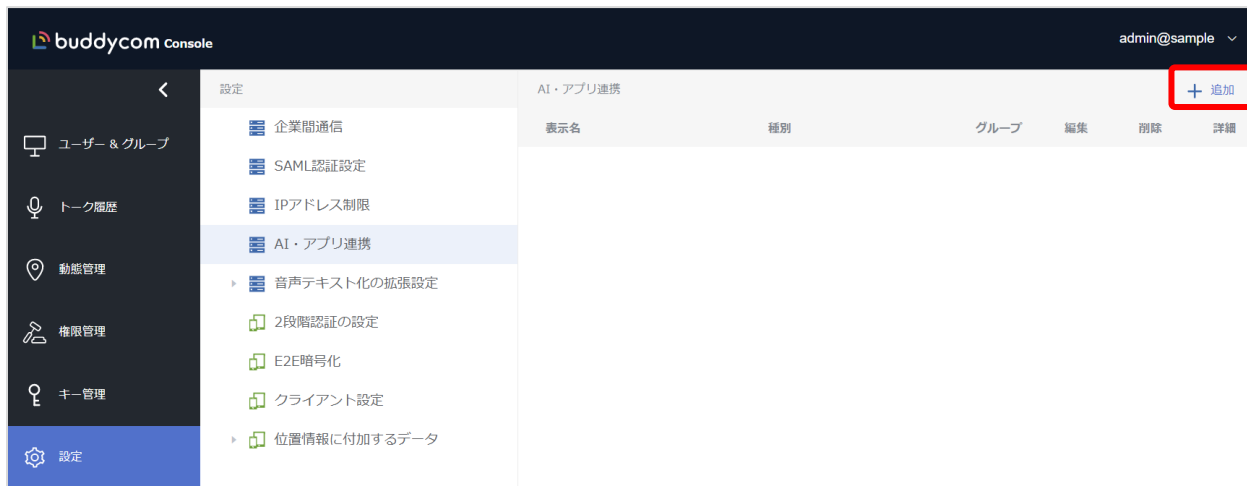 buddycom Console
admin@sample
設定
AI・アプリ連携
追加
ユーザー & グループ
トーク履歴
動態管理
権限管理
キー管理
設定
企業間通信
SAML認証設定
IPアドレス制限
AI・アプリ連携
音声テキスト化の拡張設定
2段階認証の設定
E2E暗号化
クライアント設定
位置情報に付加するデータ
表示名 種別 グループ 編集 削除 詳細